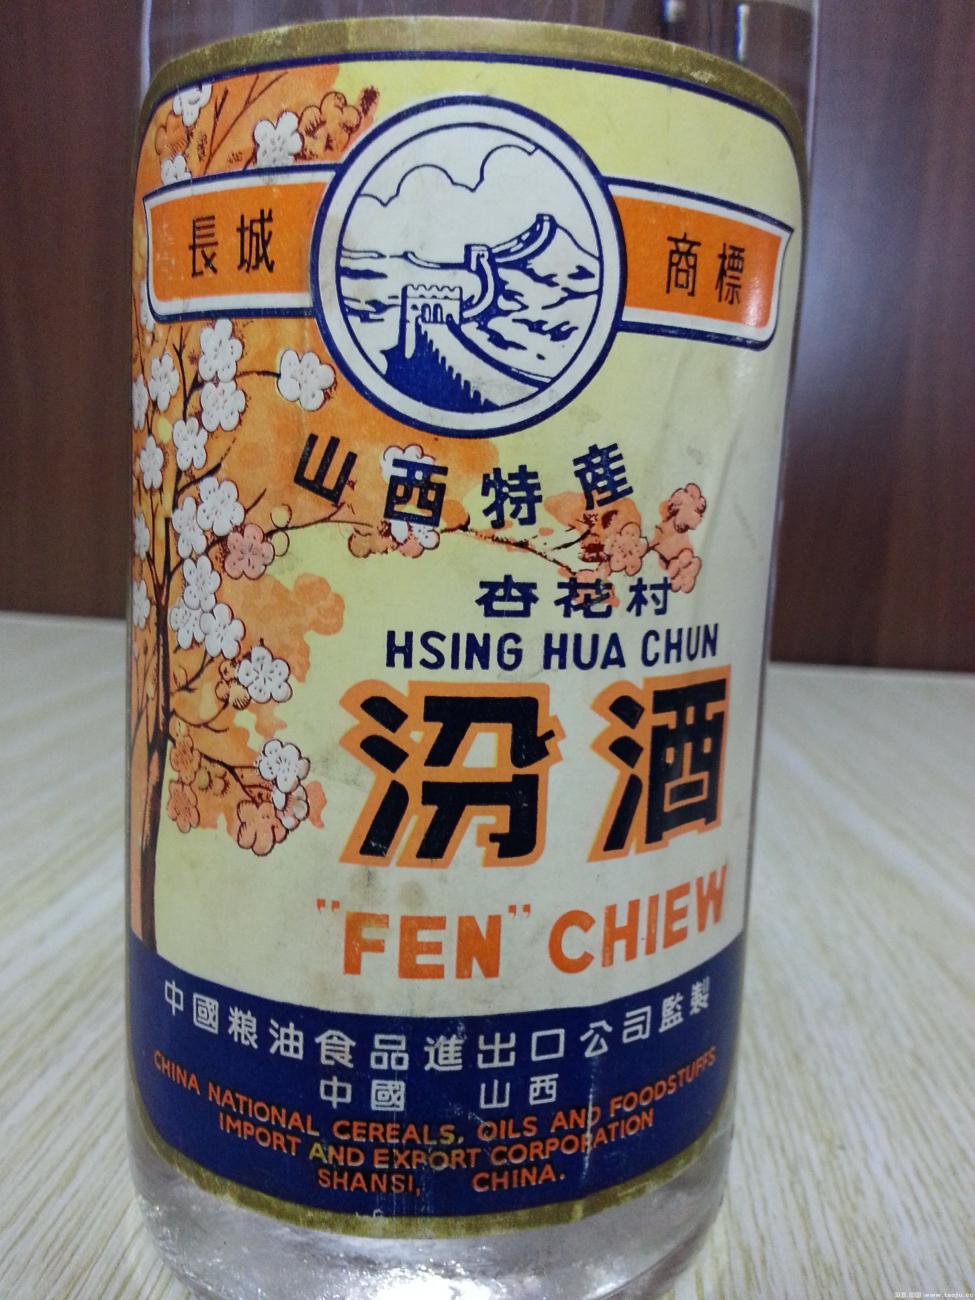 長城 商標
山西特產
杏花村
HSING HUA CHUN
汾酒
"FEN" CHIEW
中國粮油食品進出口公司監製
中國 山西
CHINA NATIONAL CEREALS, OILS AND FOODSTUFFS
IMPORT AND EXPORT CORPORATION
SHANSI, CHINA.